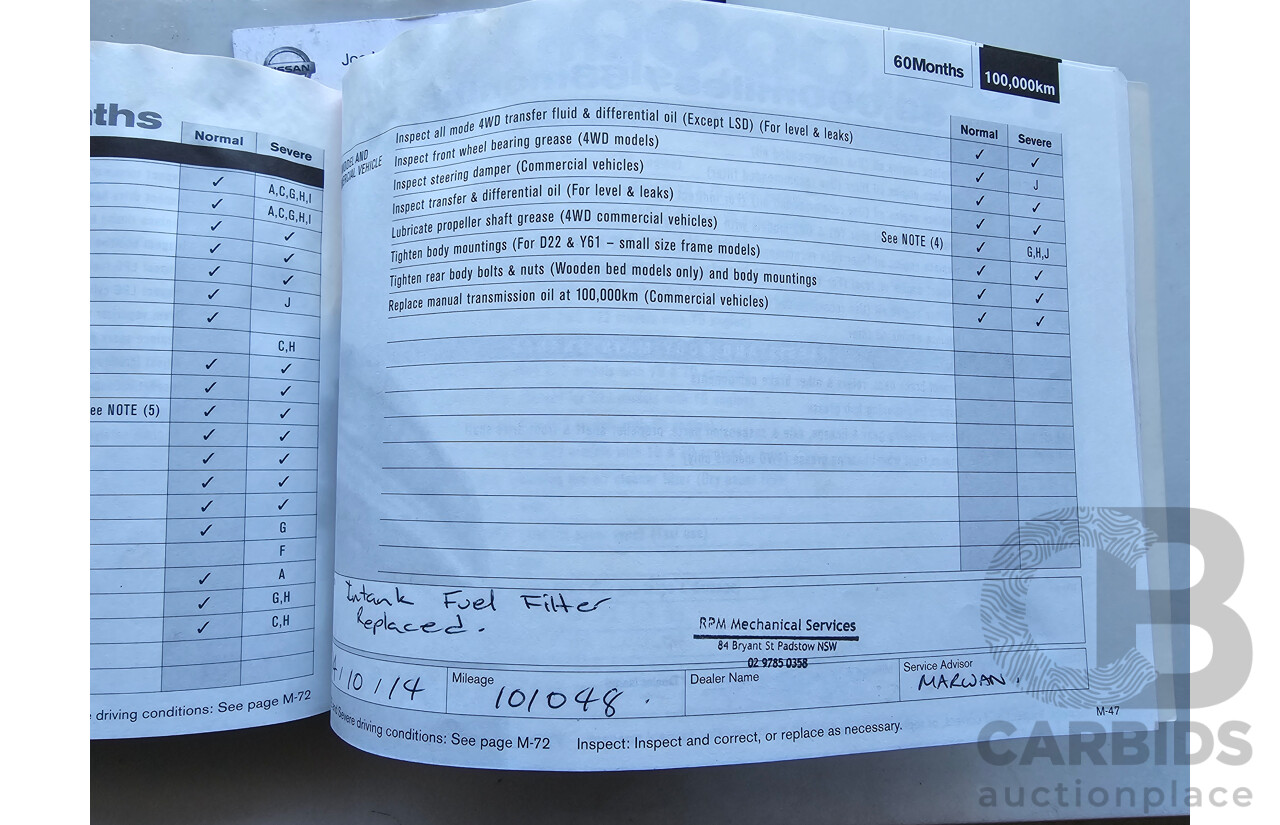 NISSAN
ths
Normal Severe
✓ A,C,G,H,I
✓ A,C,G,H,I
✓ ✓
✓ ✓
✓ ✓
✓ J
✓
C,H
✓ ✓
✓ ✓
ee NOTE (5) ✓ ✓
✓ ✓
✓ ✓
✓ ✓
✓ ✓
✓ G
F
✓ A
✓ G,H
✓ C,H
driving conditions: See page M-72
60Months 100,000km
Normal Severe
VEHICLE
Inspect all mode 4WD transfer fluid & differential oil (Except LSD) (For level & leaks) ✓ ✓
Inspect front wheel bearing grease (4WD models) ✓ J
Inspect steering damper (Commercial vehicles) ✓ ✓
Inspect transfer & differential oil (For level & leaks) ✓ ✓
Lubricate propeller shaft grease (4WD commercial vehicles) See NOTE (4) ✓ G,H,J
Tighten body mountings (For D22 & Y61 – small size frame models) ✓ ✓
Tighten rear body bolts & nuts (Wooden bed models only) and body mountings ✓ ✓
Replace manual transmission oil at 100,000km (Commercial vehicles) ✓ ✓
Intank Fuel Filter
Replaced.
RPM Mechanical Services
84 Bryant St Padstow NSW
02 9785 0358
/10/14
Mileage
101048
Dealer Name
Service Advisor
MARWAN
Severe driving conditions: See page M-72 Inspect: Inspect and correct, or replace as necessary.
M-47
CB
CARBIDS
auctionplace